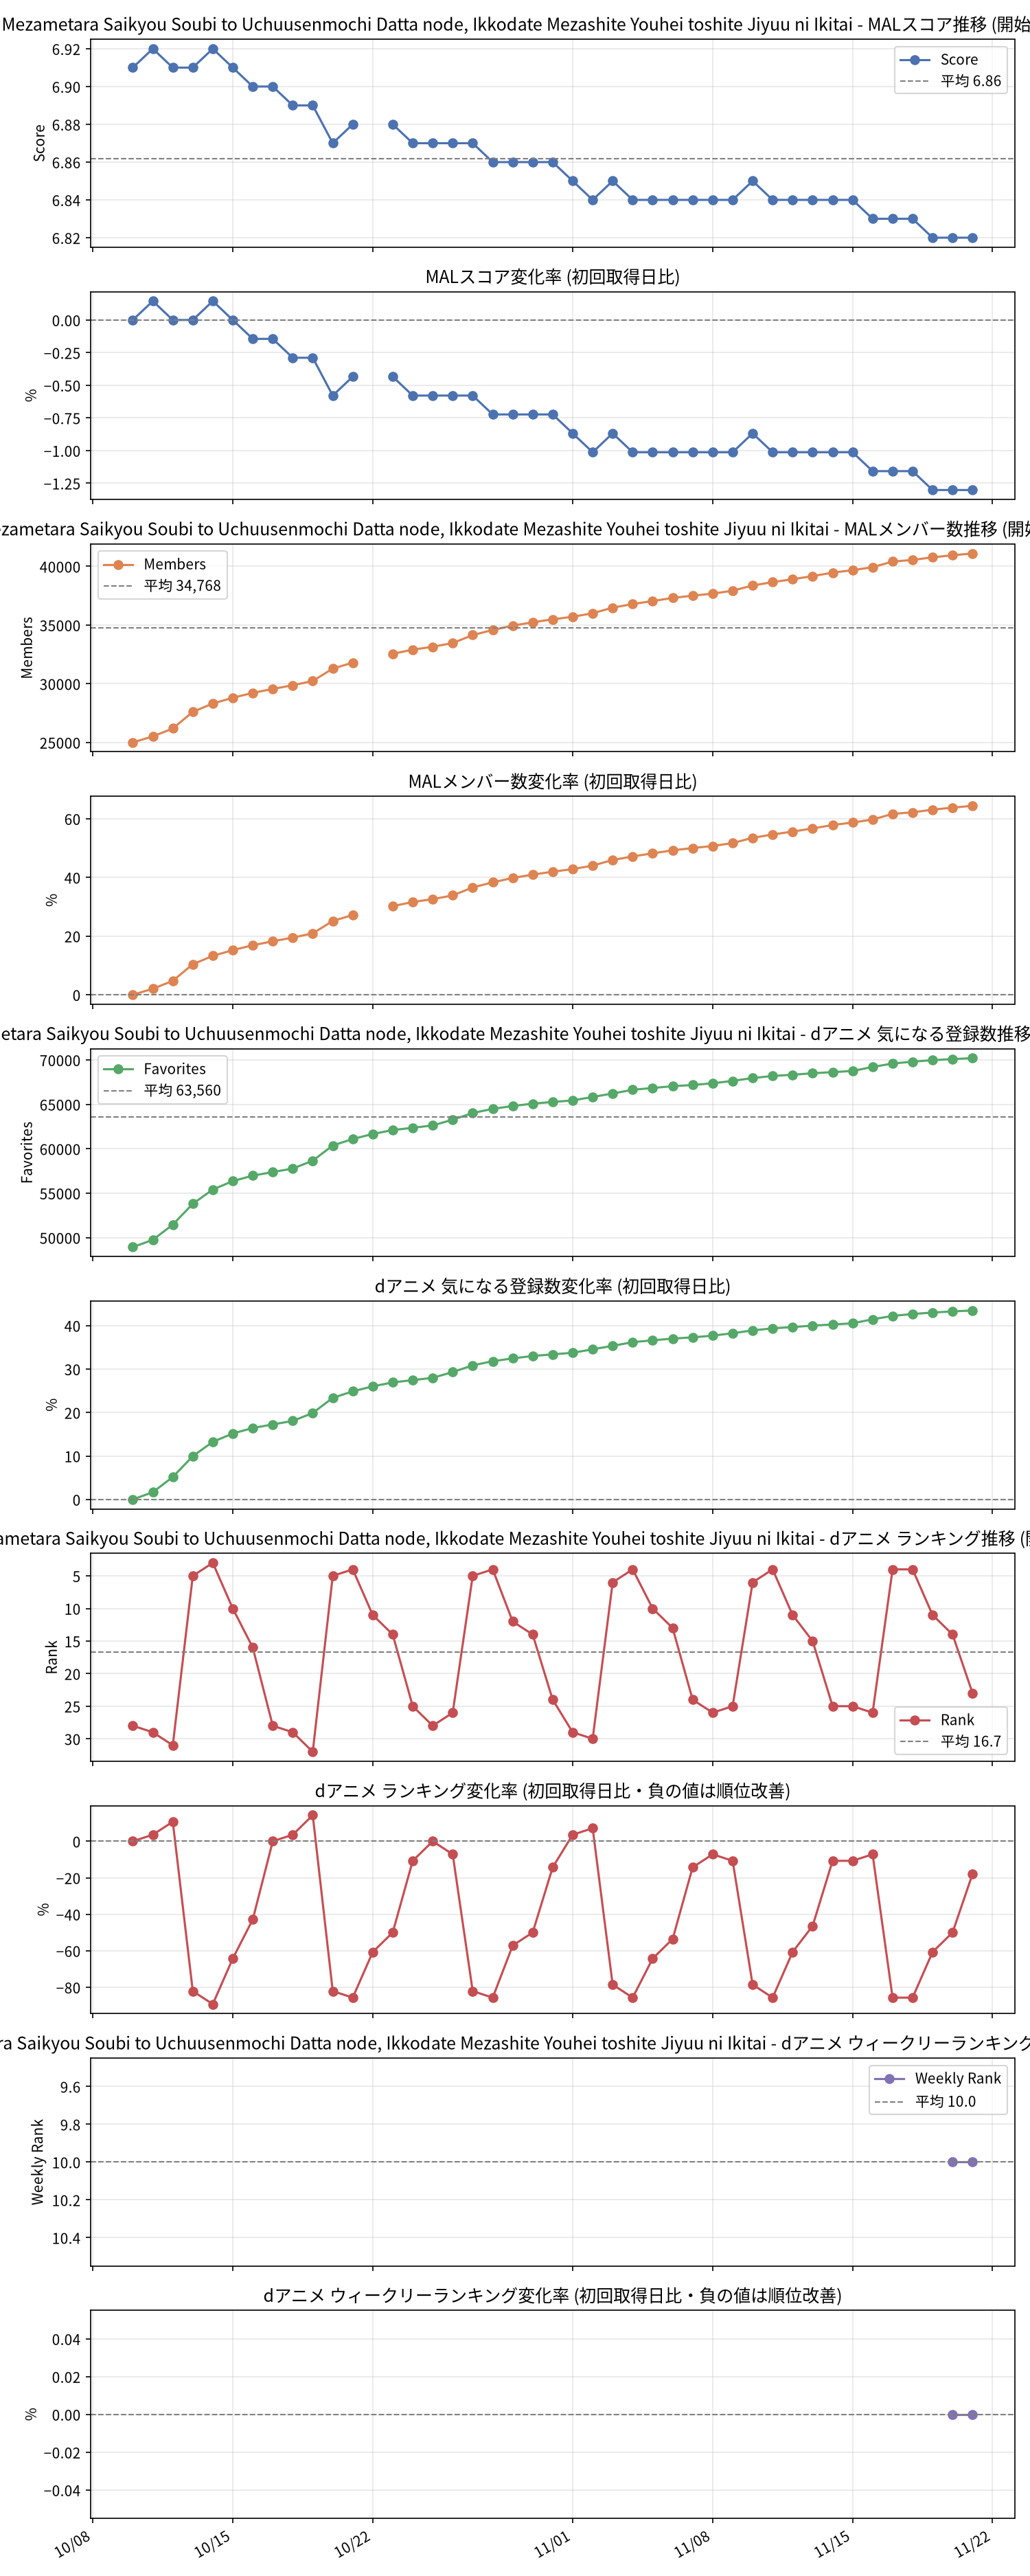 Mezametara Saikyou Soubi to Uchuusenmochi Datta node, Ikkodate Mezashite Youhei toshite Jiyuu ni Ikitai - MALスコア推移 (開始
6.92
6.90
6.88
6.86
6.84
6.82
Score
Score
平均 6.86
MALスコア変化率 (初回取得日比)
0.00
−0.25
−0.50
−0.75
−1.00
−1.25
%
zametara Saikyou Soubi to Uchuusenmochi Datta node, Ikkodate Mezashite Youhei toshite Jiyuu ni Ikitai - MALメンバー数推移 (開始
40000
35000
30000
25000
Members
Members
平均 34,768
MALメンバー数変化率 (初回取得日比)
60
40
20
0
%
etara Saikyou Soubi to Uchuusenmochi Datta node, Ikkodate Mezashite Youhei toshite Jiyuu ni Ikitai - dアニメ 気になる登録数推移
70000
65000
60000
55000
50000
Favorites
Favorites
平均 63,560
dアニメ 気になる登録数変化率 (初回取得日比)
40
30
20
10
0
%
ametara Saikyou Soubi to Uchuusenmochi Datta node, Ikkodate Mezashite Youhei toshite Jiyuu ni Ikitai - dアニメ ランキング推移 (開
5
10
15
20
25
30
Rank
Rank
平均 16.7
dアニメ ランキング変化率 (初回取得日比・負の値は順位改善)
0
−20
−40
−60
−80
%
ra Saikyou Soubi to Uchuusenmochi Datta node, Ikkodate Mezashite Youhei toshite Jiyuu ni Ikitai - dアニメ ウィークリーランキング
9.6
9.8
10.0
10.2
10.4
Weekly Rank
Weekly Rank
平均 10.0
dアニメ ウィークリーランキング変化率 (初回取得日比・負の値は順位改善)
0.04
0.02
0.00
−0.02
−0.04
%
10/08
10/15
10/22
11/01
11/08
11/15
11/22